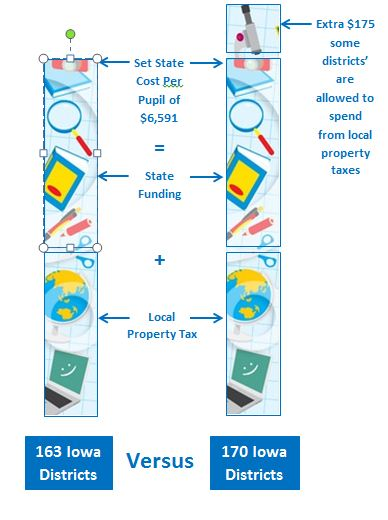 Extra $175
some
districts’
are
allowed to
spend
from local
property
taxes
Set State
Cost Per
Pupil of
$6,591
=
State
Funding
+
Local
Property Tax
163 Iowa
Districts
Versus
170 Iowa
Districts